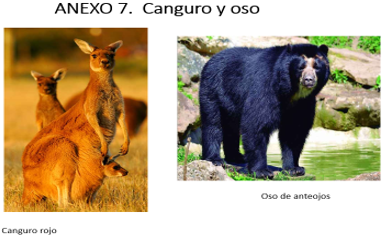 ANEXO 7. Canguro y oso
Oso de anteojos
Canguro rojo